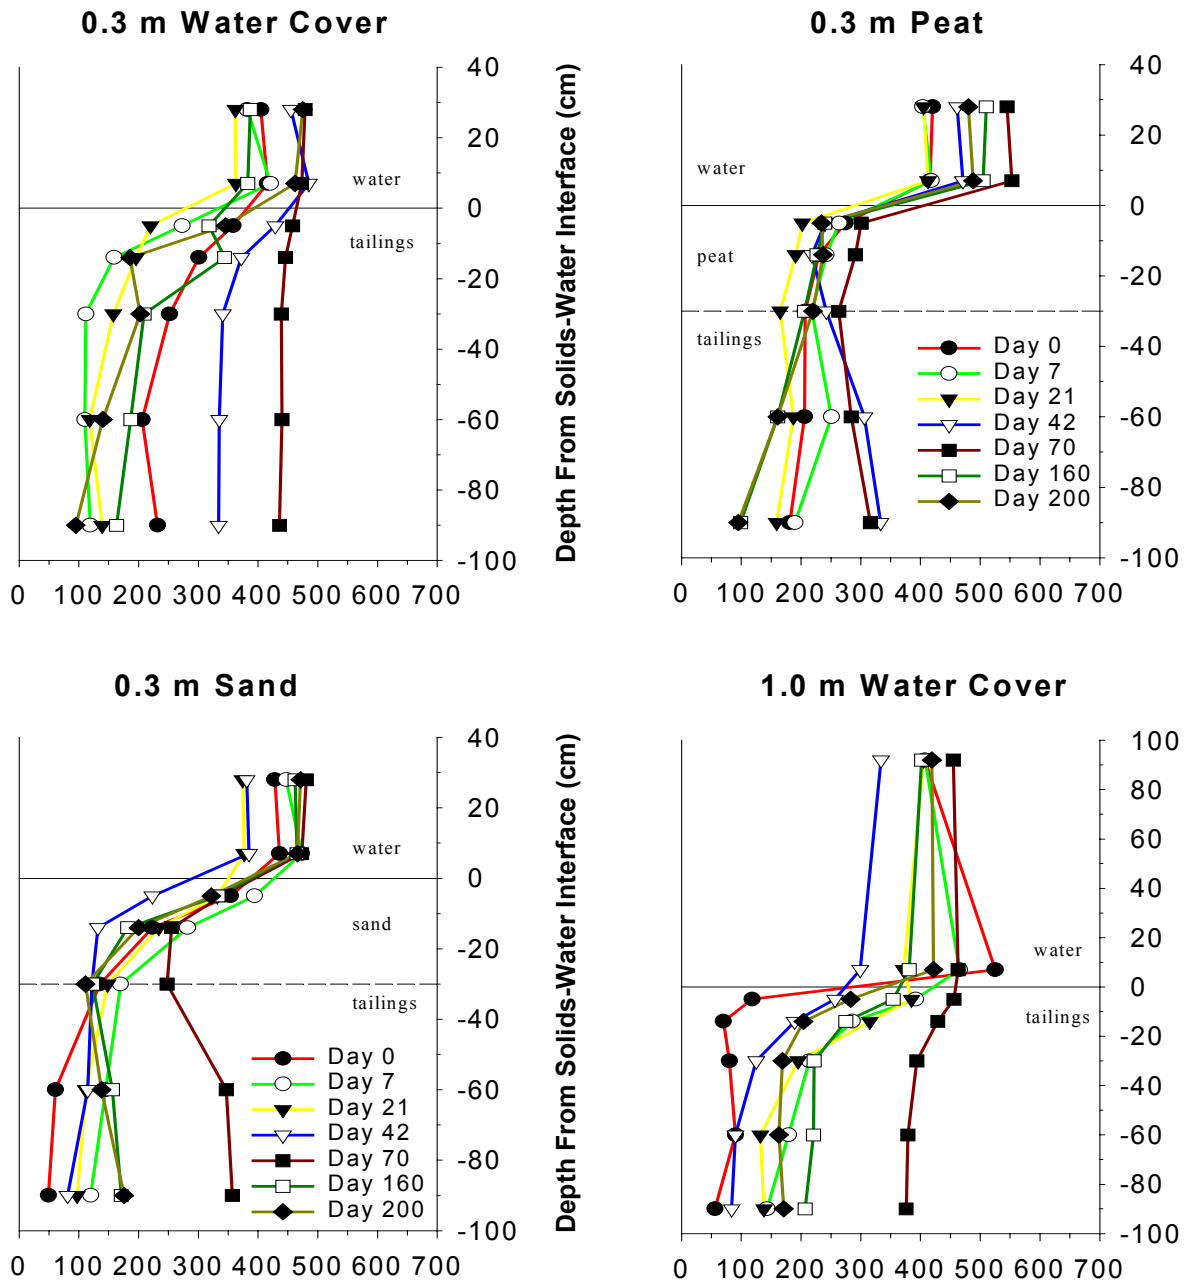 0.3 m Water Cover
40
20
water
0
tailings
-20
-40
-60
-80
-100
0 100 200 300 400 500 600 700
Depth From Solids-Water Interface (cm)
0.3 m Peat
40
20
water
0
peat
-20
tailings
Day 0
-40
Day 7
Day 21
Day 42
-60
Day 70
Day 160
-80
Day 200
-100
0 100 200 300 400 500 600 700
0.3 m Sand
40
20
water
0
sand
-20
tailings
-40
Day 0
Day 7
-60
Day 21
Day 42
Day 70
-80
Day 160
Day 200
-100
0 100 200 300 400 500 600 700
Depth From Solids-Water Interface (cm)
1.0 m Water Cover
100
80
60
40
20
water
0
tailings
-20
-40
-60
-80
-100
0 100 200 300 400 500 600 700